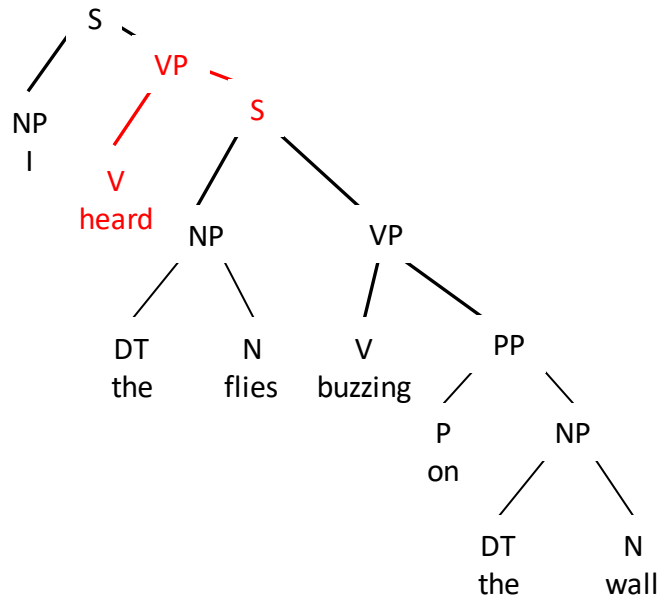 S
VP
S
NP
I
V
heard
NP
VP
DT
the
N
flies
V
buzzing
PP
P
on
NP
DT
the
N
wall